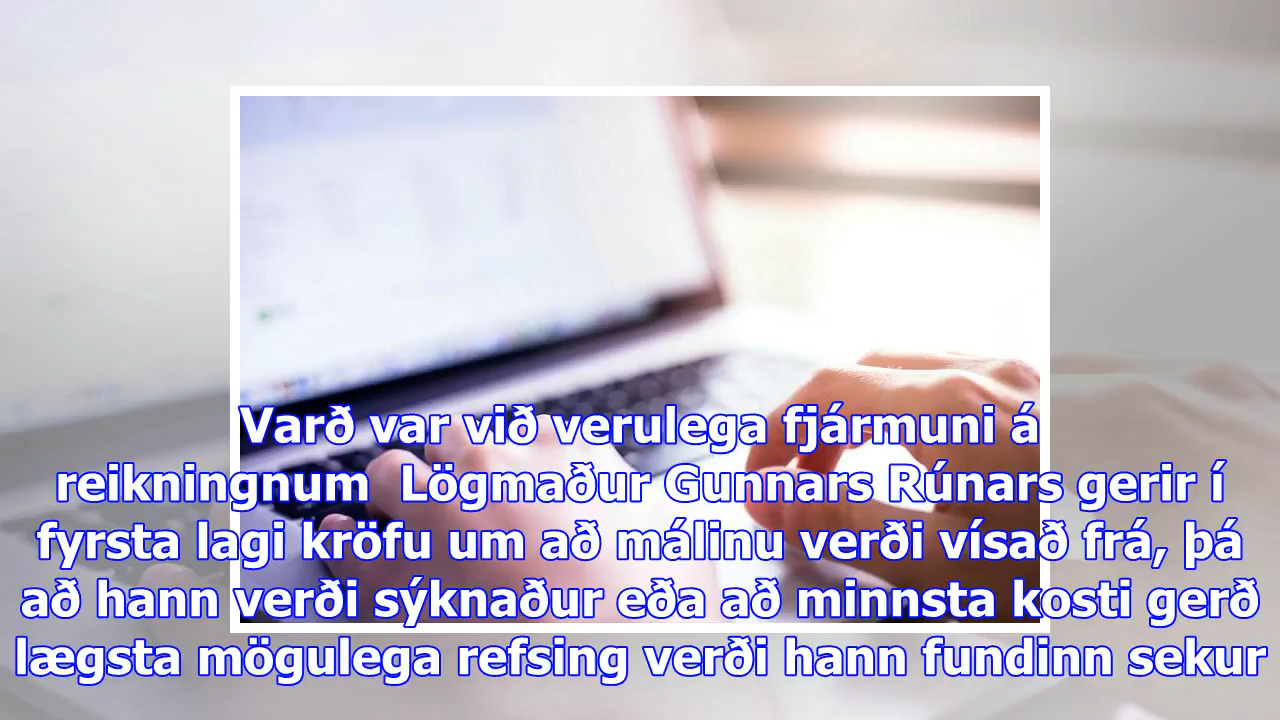 Varð var við verulega fjármuni á
reikningnum  Lögmaður Gunnars Rúnars gerir í
fyrsta lagi kröfu um að málinu verði vísað frá, þá
að hann verði sýknaður eða að minnsta kosti gerð
lægsta mögulega refsing verði hann fundinn sekur